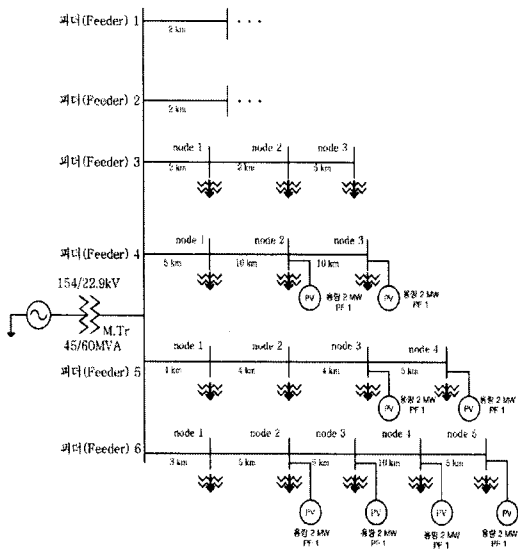 피더(Feeder) 1
2 km
피더(Feeder) 2
2 km
node 1 node 2 node 3
피더(Feeder) 3
5 km
node 1 node 2 node 3
피더(Feeder) 4
5 km 10 km 10 km
154/22.9kV
PV 용량 2 MW
PF 1
PV 용량 2 MW
PF 1
M.Tr
45/60MVA
node 1 node 2 node 3 node 4
피더(Feeder) 5
4 km 4 km 4 km 5 km
PV 용량 2 MW
PF 1
PV 용량 2 MW
PF 1
node 1 node 2 node 3 node 4 node 5
피더(Feeder) 6
3 km 5 km 10 km 5 km
PV PV PV PV
용량 2 MW
PF 1
용량 2 MW
PF 1
용량 2 MW
PF 1
용량 2 MW
PF 1